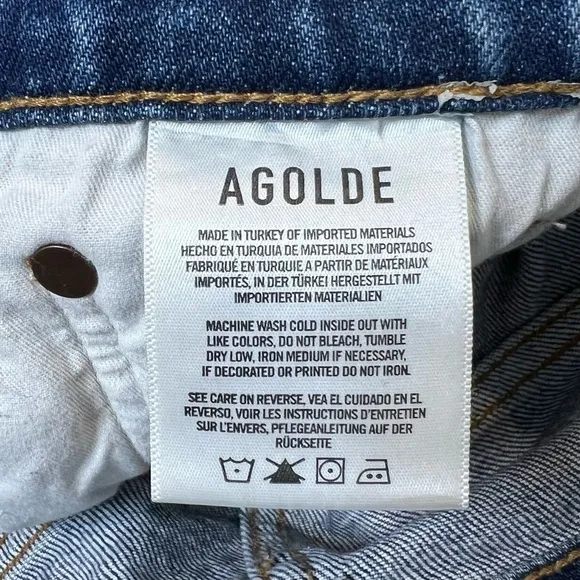 AGOLDE
MADE IN TURKEY OF IMPORTED MATERIALS
HECHO EN TURQUIA DE MATERIALES IMPORTADOS
FABRIQUÉ EN TURQUIE A PARTIR DE MATÉRIAUX
IMPORTÉS, IN DER TÜRKEI HERGESTELLT MIT
IMPORTIERTEN MATERIALIEN
MACHINE WASH COLD INSIDE OUT WITH
LIKE COLORS, DO NOT BLEACH, TUMBLE
DRY LOW, IRON MEDIUM IF NECESSARY,
IF DECORATED OR PRINTED DO NOT IRON.
SEE CARE ON REVERSE, VEA EL CUIDADO EN EL
REVERSO, VOIR LES INSTRUCTIONS D'ENTRETIEN
SUR L'ENVERS, PFLEGEANLEITUNG AUF DER
RÜCKSEITE